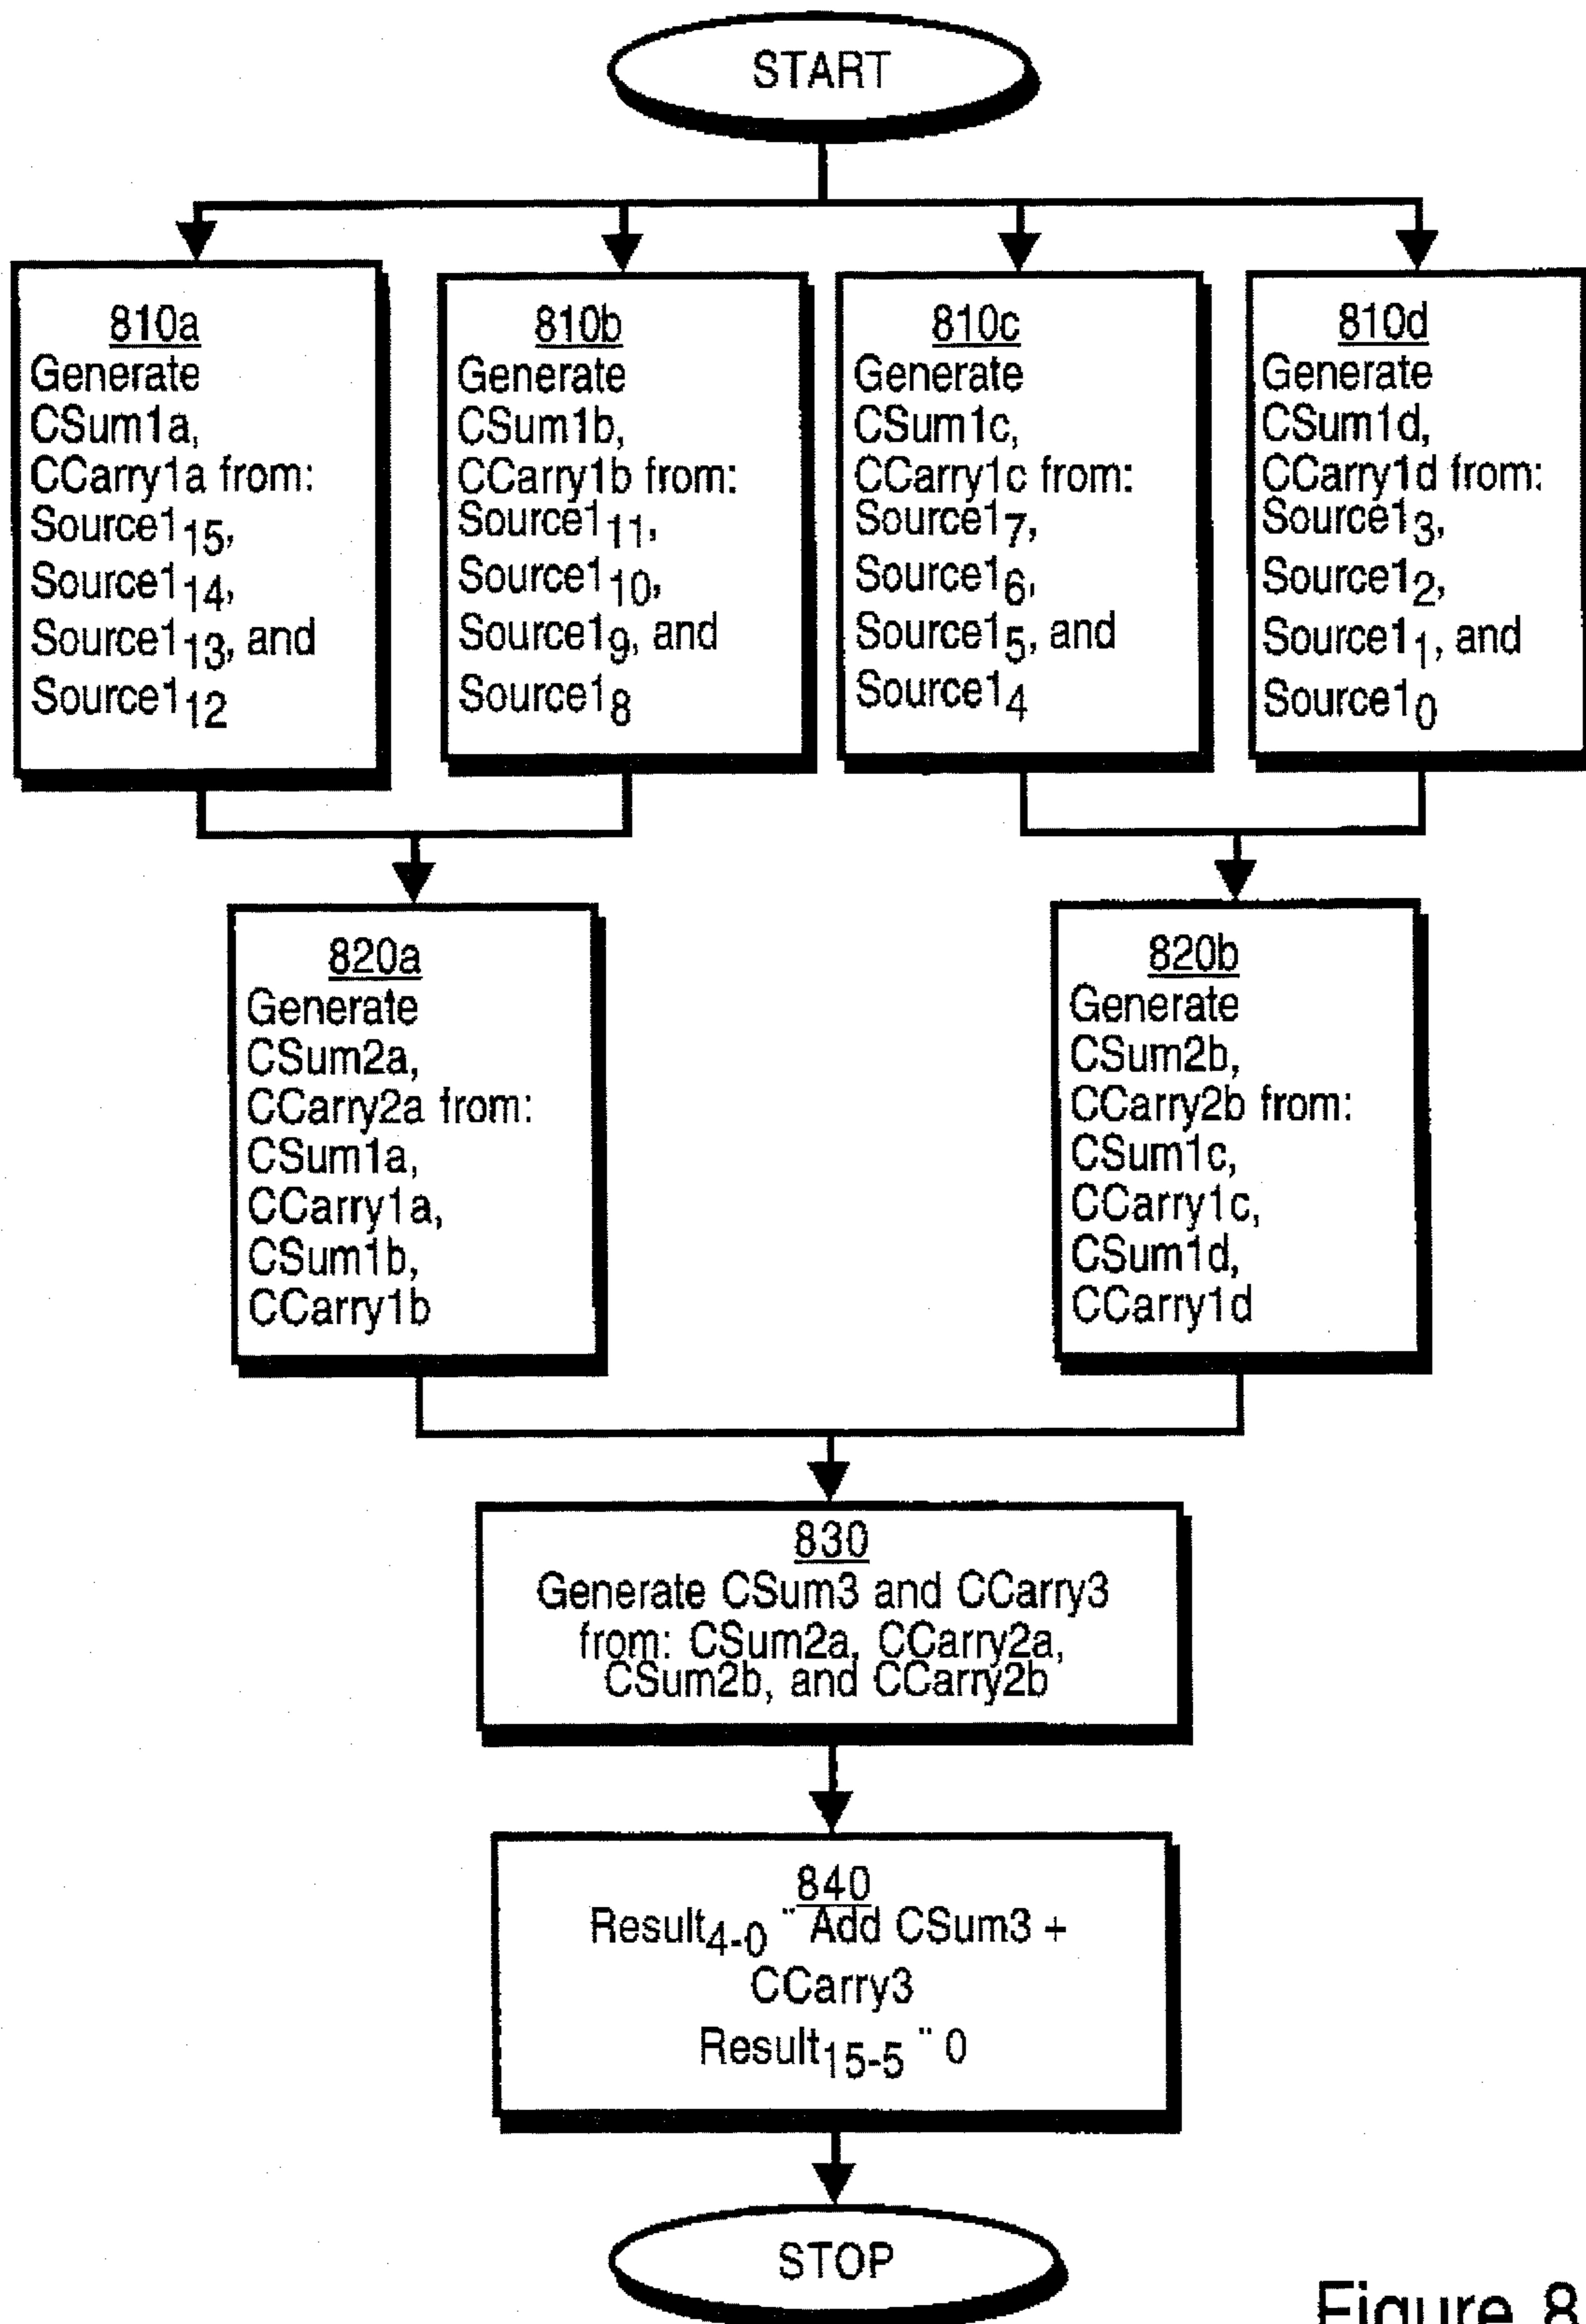 START
810a
Generate
CSum1a,
CCarry1a from:
Source1₁₅,
Source1₁₄,
Source1₁₃, and
Source1₁₂
810b
Generate
CSum1b,
CCarry1b from:
Source1₁₁,
Source1₁₀,
Source1₉, and
Source1₈
810c
Generate
CSum1c,
CCarry1c from:
Source1₇,
Source1₆,
Source1₅, and
Source1₄
810d
Generate
CSum1d,
CCarry1d from:
Source1₃,
Source1₂,
Source1₁, and
Source1₀
820a
Generate
CSum2a,
CCarry2a from:
CSum1a,
CCarry1a,
CSum1b,
CCarry1b
820b
Generate
CSum2b,
CCarry2b from:
CSum1c,
CCarry1c,
CSum1d,
CCarry1d
830
Generate CSum3 and CCarry3
from: CSum2a, CCarry2a,
CSum2b, and CCarry2b
840
Result₄₋₀ ¨ Add CSum3 +
CCarry3
Result₁₅₋₅ ¨ 0
STOP
Figure 8